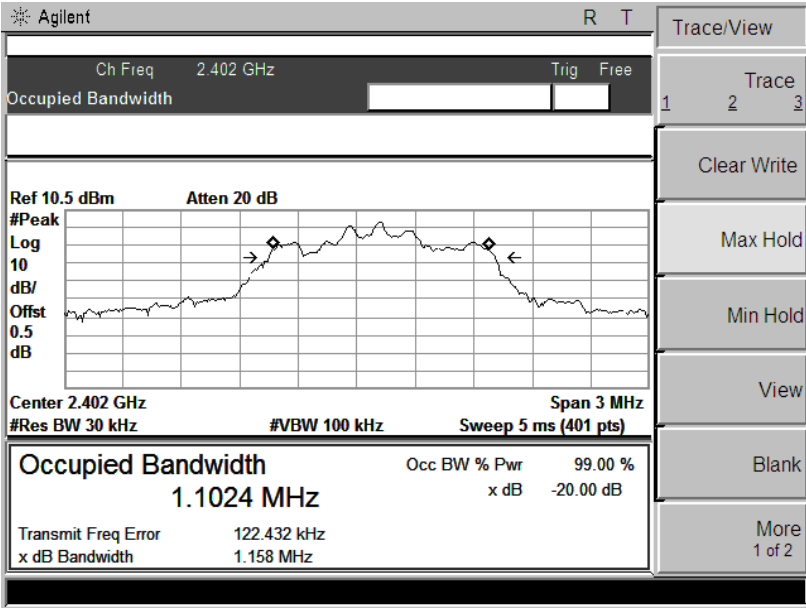 Agilent R T
Trace/View
Ch Freq 2.402 GHz Trig Free
Occupied Bandwidth
Trace
1 2 3
Clear Write
Max Hold
Min Hold
View
Blank
More
1 of 2
Ref 10.5 dBm Atten 20 dB
#Peak
Log
10
dB/
Offst
0.5
dB
Center 2.402 GHz Span 3 MHz
#Res BW 30 kHz #VBW 100 kHz Sweep 5 ms (401 pts)
Occupied Bandwidth Occ BW % Pwr 99.00 %
1.1024 MHz x dB -20.00 dB
Transmit Freq Error 122.432 kHz
x dB Bandwidth 1.158 MHz